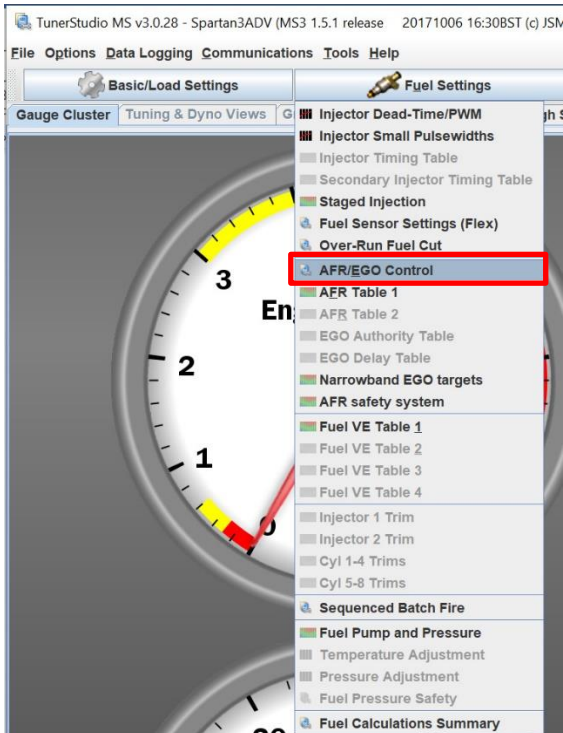 TunerStudio MS v3.0.28 - Spartan3ADV (MS3 1.5.1 release 20171006 16:30BST (c) JSM
File Options Data Logging Communications Tools Help
Basic/Load Settings Fuel Settings
Gauge Cluster Tuning & Dyno Views
Injector Dead-Time/PWM
Injector Small Pulsewidths
Injector Timing Table
Secondary Injector Timing Table
Staged Injection
Fuel Sensor Settings (Flex)
Over-Run Fuel Cut
AFR/EGO Control
AFR Table 1
AFR Table 2
EGO Authority Table
EGO Delay Table
Narrowband EGO targets
AFR safety system
Fuel VE Table 1
Fuel VE Table 2
Fuel VE Table 3
Fuel VE Table 4
Injector 1 Trim
Injector 2 Trim
Cyl 1-4 Trims
Cyl 5-8 Trims
Sequenced Batch Fire
Fuel Pump and Pressure
Temperature Adjustment
Pressure Adjustment
Fuel Pressure Safety
Fuel Calculations Summary
3
En
2
1
0